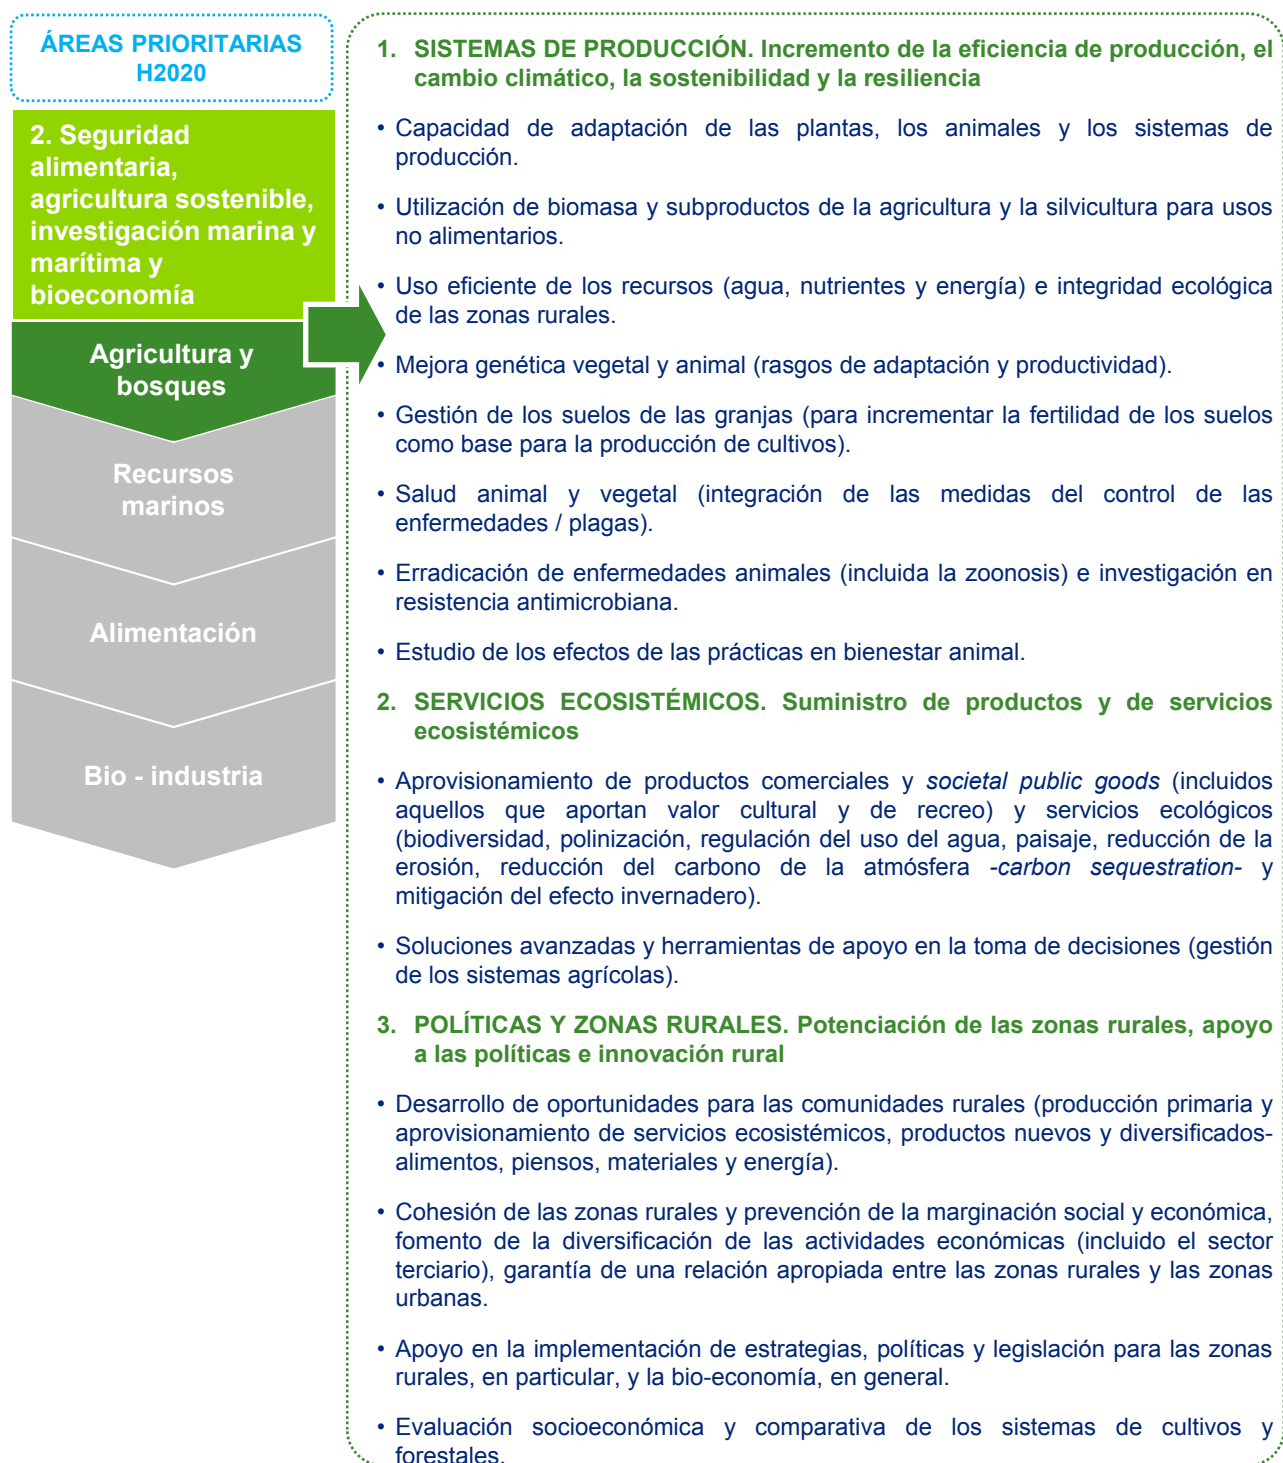 ÁREAS PRIORITARIAS
H2020
2. Seguridad
alimentaria,
agricultura sostenible,
investigación marina y
marítima y
bioeconomía
Agricultura y
bosques
Recursos
marinos
Alimentación
Bio - industria
1. SISTEMAS DE PRODUCCIÓN. Incremento de la eficiencia de producción, el
cambio climático, la sostenibilidad y la resiliencia
• Capacidad de adaptación de las plantas, los animales y los sistemas de
producción.
• Utilización de biomasa y subproductos de la agricultura y la silvicultura para usos
no alimentarios.
• Uso eficiente de los recursos (agua, nutrientes y energía) e integridad ecológica
de las zonas rurales.
• Mejora genética vegetal y animal (rasgos de adaptación y productividad).
• Gestión de los suelos de las granjas (para incrementar la fertilidad de los suelos
como base para la producción de cultivos).
• Salud animal y vegetal (integración de las medidas del control de las
enfermedades / plagas).
• Erradicación de enfermedades animales (incluida la zoonosis) e investigación en
resistencia antimicrobiana.
• Estudio de los efectos de las prácticas en bienestar animal.
2. SERVICIOS ECOSISTÉMICOS. Suministro de productos y de servicios
ecosistémicos
• Aprovisionamiento de productos comerciales y societal public goods (incluidos
aquellos que aportan valor cultural y de recreo) y servicios ecológicos
(biodiversidad, polinización, regulación del uso del agua, paisaje, reducción de la
erosión, reducción del carbono de la atmósfera -carbon sequestration- y
mitigación del efecto invernadero).
• Soluciones avanzadas y herramientas de apoyo en la toma de decisiones (gestión
de los sistemas agrícolas).
3. POLÍTICAS Y ZONAS RURALES. Potenciación de las zonas rurales, apoyo
a las políticas e innovación rural
• Desarrollo de oportunidades para las comunidades rurales (producción primaria y
aprovisionamiento de servicios ecosistémicos, productos nuevos y diversificados-
alimentos, piensos, materiales y energía).
• Cohesión de las zonas rurales y prevención de la marginación social y económica,
fomento de la diversificación de las actividades económicas (incluido el sector
terciario), garantía de una relación apropiada entre las zonas rurales y las zonas
urbanas.
• Apoyo en la implementación de estrategias, políticas y legislación para las zonas
rurales, en particular, y la bio-economía, en general.
• Evaluación socioeconómica y comparativa de los sistemas de cultivos y
forestales.